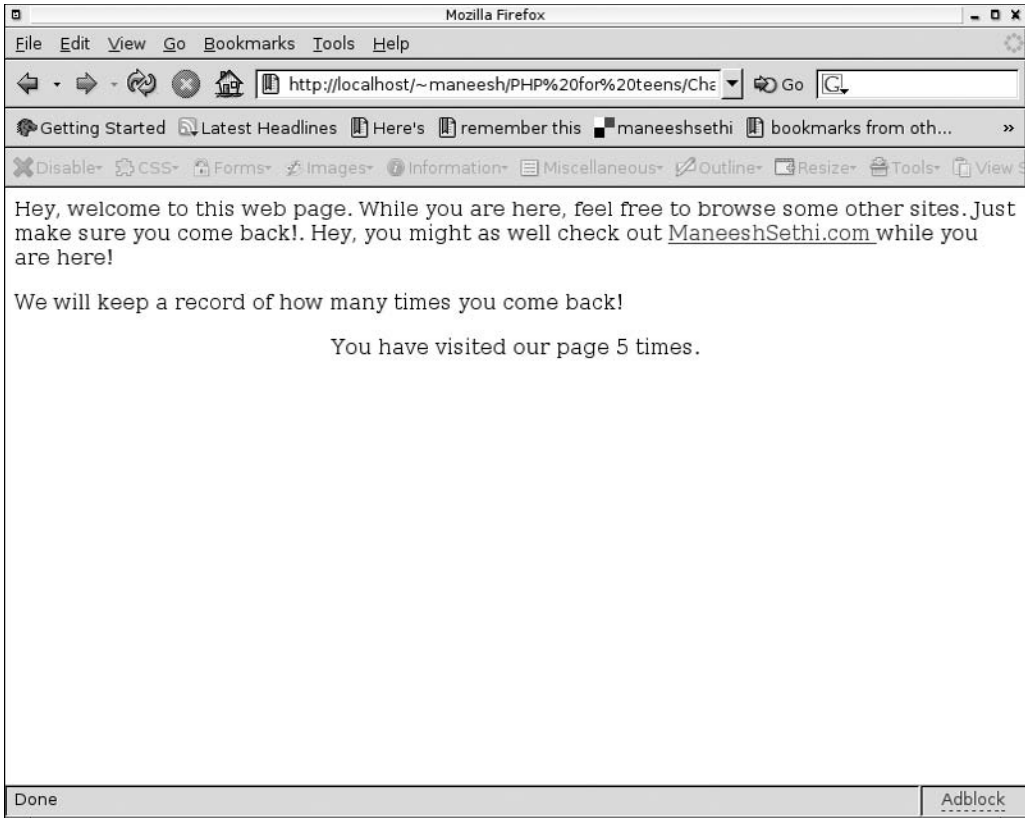 Mozilla Firefox
File Edit View Go Bookmarks Tools Help
http://localhost/~maneesh/PHP%20for%20teens/Cha Go G
Getting Started Latest Headlines Here's remember this maneeshsethi bookmarks from oth... »
Disable CSS Forms Images Information Miscellaneous Outline Resize Tools View S
Hey, welcome to this web page. While you are here, feel free to browse some other sites. Just
make sure you come back!. Hey, you might as well check out ManeeshSethi.com while you
are here!
We will keep a record of how many times you come back!
You have visited our page 5 times.
Done Adblock